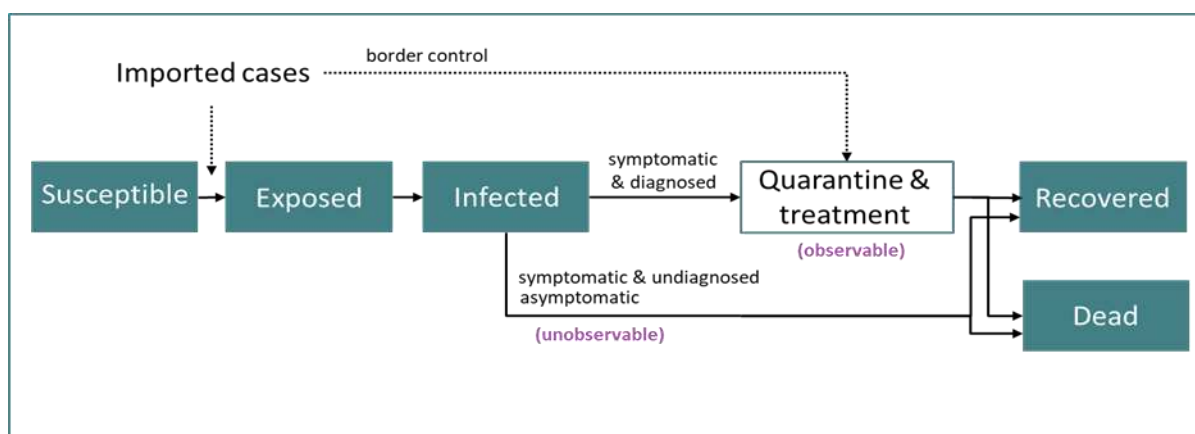 border control
Imported cases
symptomatic
& diagnosed
Susceptible
Exposed
Infected
Quarantine &
treatment
Recovered
(observable)
symptomatic & undiagnosed
asymptomatic
(unobservable)
Dead